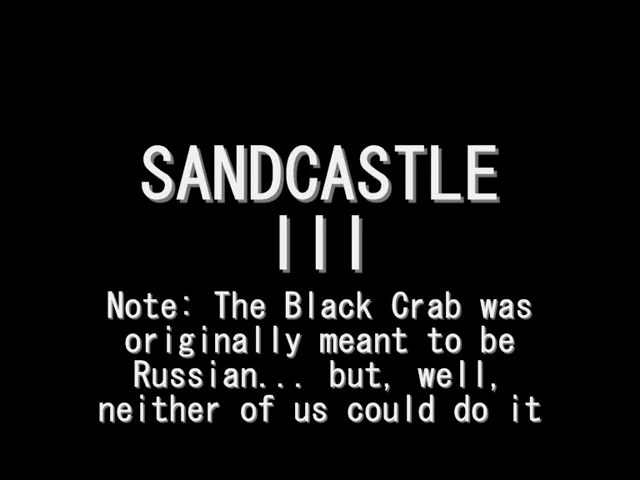 SANDCASTLE
III
Note: The Black Crab was
originally meant to be
Russian... but, well,
neither of us could do it